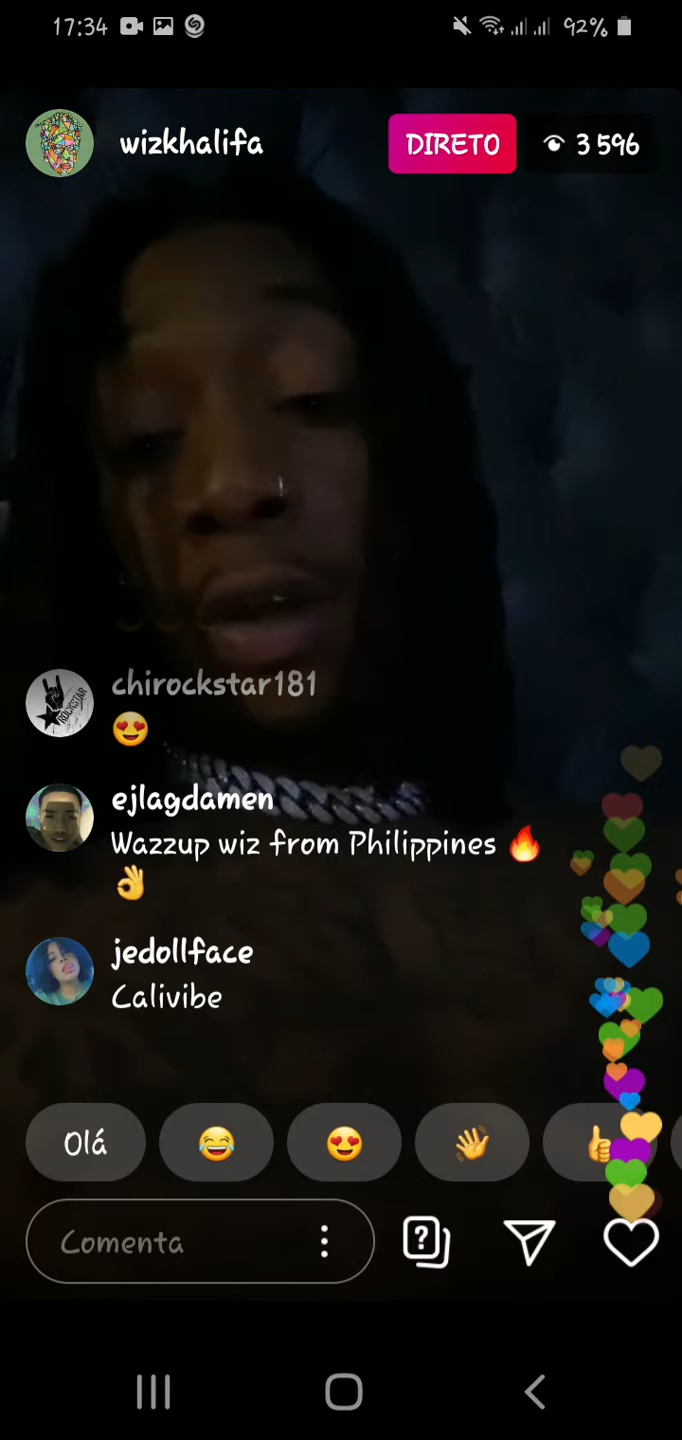 17:34 92%
wizkhalifa DIRETO 3 596
chirockstar181
😍
ejlagdamen
Wazzup wiz from Philippines 🔥
👌
jedollface
Calivibe
Olá 😂 😍 👋 👍
Comenta